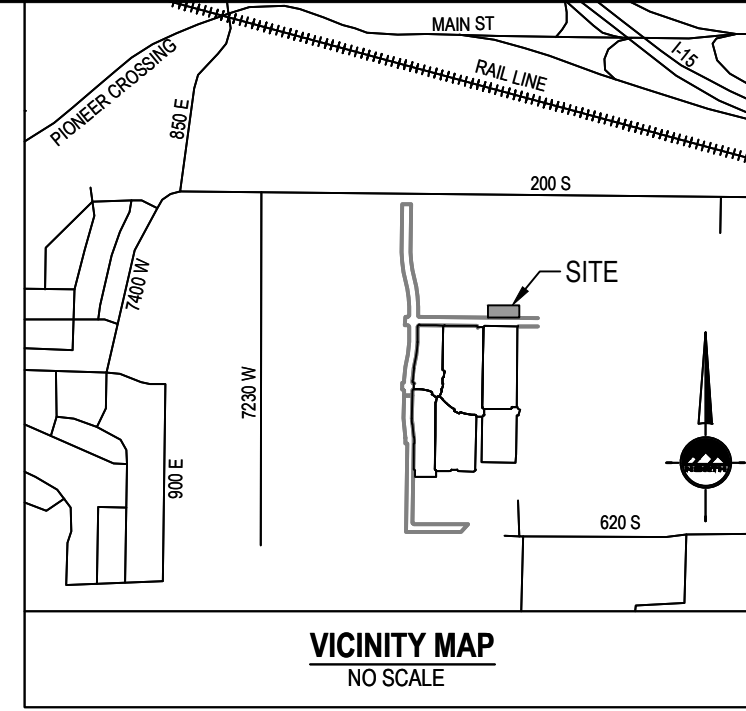 MAIN ST
I-15
PIONEER CROSSING
RAIL LINE
850 E
200 S
SITE
7400 W
7230 W
900 E
620 S
VICINITY MAP
NO SCALE